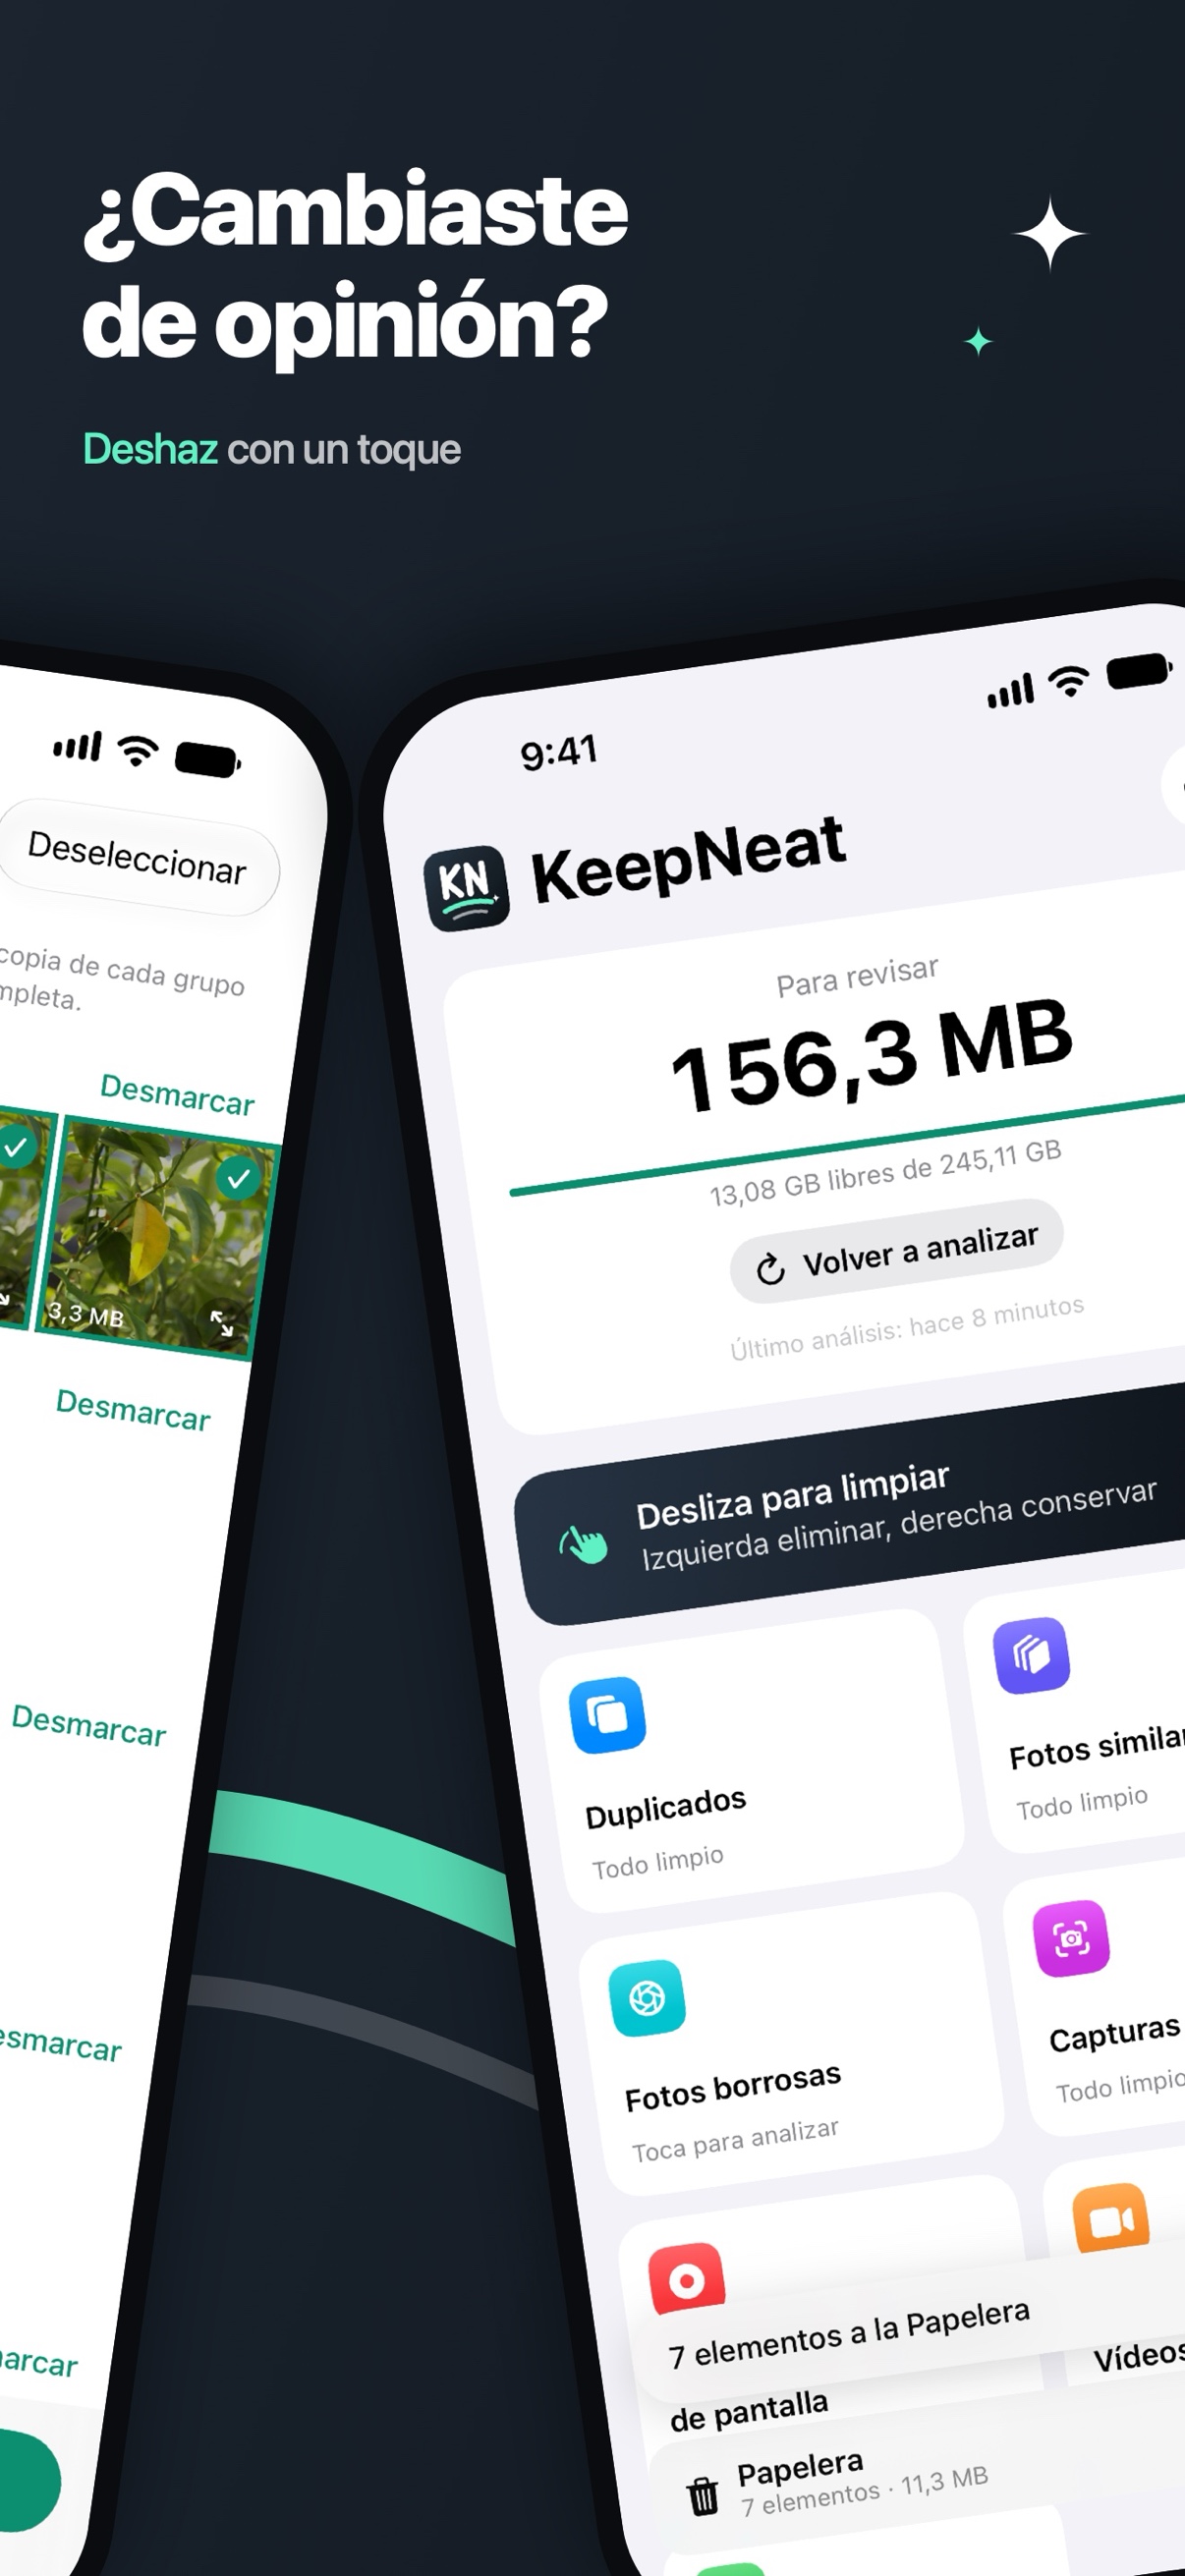 ¿Cambiaste
de opinión?
Deshaz con un toque
Deseleccionar
copia de cada grupo
Desmarcar
3,3 MB
Desmarcar
Desmarcar
9:41
KN
KeepNeat
Para revisar
156,3 MB
13,08 GB libres de 245,11 GB
Volver a analizar
Último análisis: hace 8 minutos
Desliza para limpiar
Izquierda eliminar, derecha conservar
Duplicados
Todo limpio
Fotos
Todo limpio
Fotos borrosas
Toca para analizar
Capturas
Todo limpio
7 elementos a la Papelera
de pantalla
Vídeos
Papelera
7 elementos · 11,3 MB